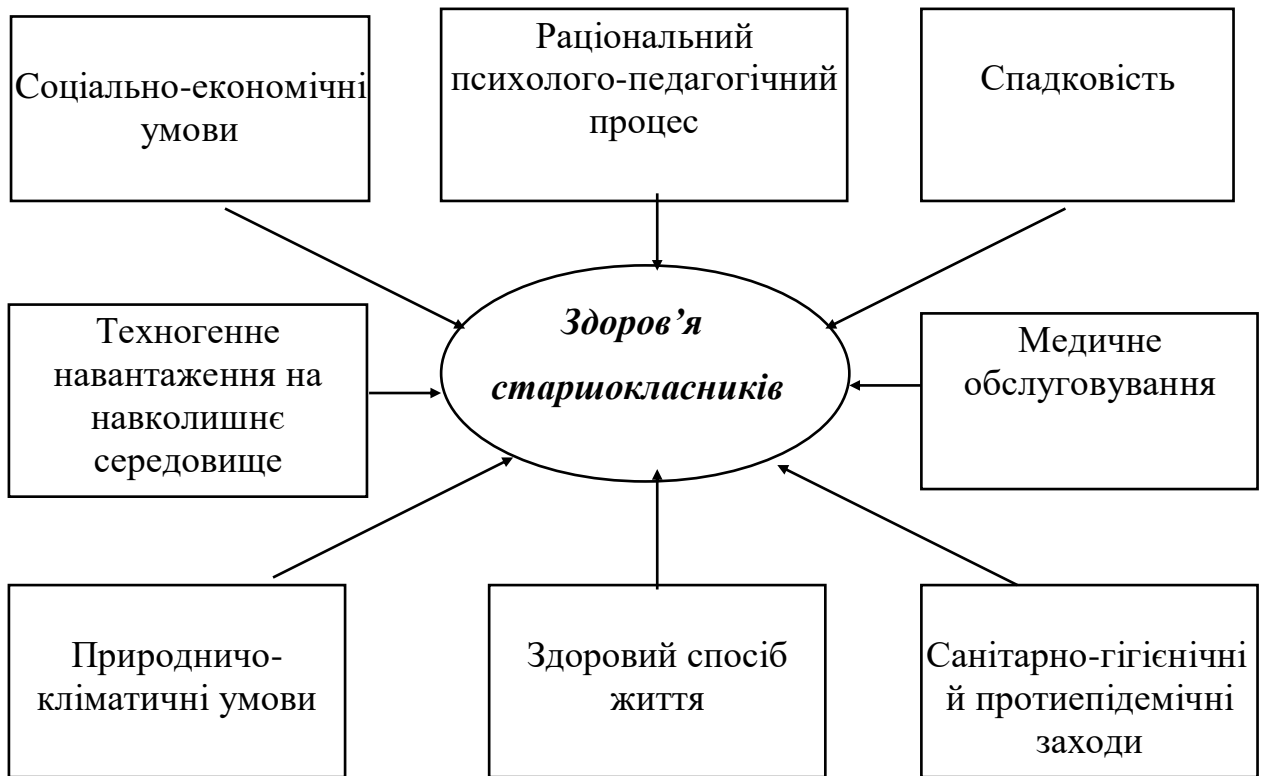 Соціально-економічні
умови
Раціональний
психолого-педагогічний
процес
Спадковість
Техногенне
навантаження на
навколишнє
середовище
Здоров’я
старшокласників
Медичне
обслуговування
Природничо-
кліматичні умови
Здоровий спосіб
життя
Санітарно-гігієнічні
й протиепідемічні
заходи